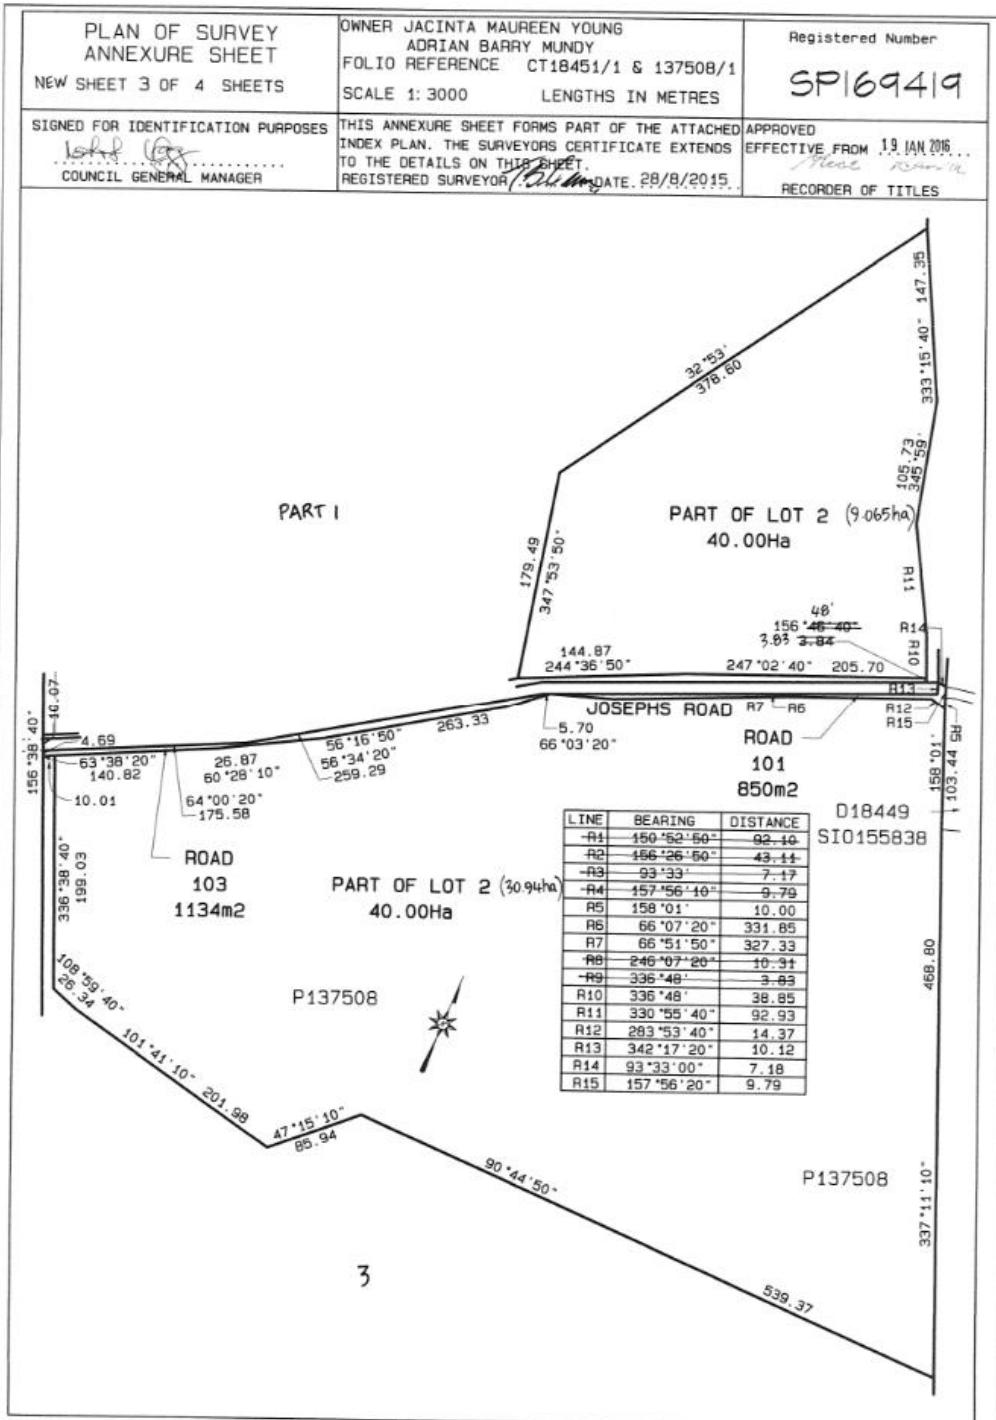 PLAN OF SURVEY
ANNEXURE SHEET
NEW SHEET 3 OF 4 SHEETS
OWNER JACINTA MAUREEN YOUNG
ADRIAN BARRY MUNDY
FOLIO REFERENCE CT18451/1 & 137508/1
SCALE 1: 3000 LENGTHS IN METRES
Registered Number
SP169419
SIGNED FOR IDENTIFICATION PURPOSES
COUNCIL GENERAL MANAGER
THIS ANNEXURE SHEET FORMS PART OF THE ATTACHED
INDEX PLAN. THE SURVEYORS CERTIFICATE EXTENDS
TO THE DETAILS ON THIS SHEET.
REGISTERED SURVEYOR DATE 28/8/2015
APPROVED
EFFECTIVE FROM 19 JAN 2016
RECORDER OF TITLES
147.35
333°15'40"
32°53'
378.60
105.73
345°59'
PART 1
PART OF LOT 2 (9.065ha)
40.00Ha
179.49
347°53'50"
R11
48'
156°46'40"
3.83 3.84
R14
R10
144.87
244°36'50"
247°02'40" 205.70
R13
JOSEPHS ROAD R7 R6
R12
R15
R5
10.07
156°38'40"
4.69
63°38'20"
140.82
10.01
26.87
60°28'10"
64°00'20"
175.58
56°16'50"
56°34'20"
259.29
263.33
5.70
66°03'20"
ROAD
101
850m2
158°01'
103.44
D18449
SIO155838
336°38'40"
199.03
ROAD
103
1134m2
PART OF LOT 2 (30.94ha)
40.00Ha
LINE BEARING DISTANCE
R1 150°52'50" 92.10
R2 156°26'50" 43.11
R3 93°33' 7.17
R4 157°56'10" 9.79
R5 158°01' 10.00
R6 66°07'20" 331.85
R7 66°51'50" 327.33
R8 246°07'20" 10.31
R9 336°48' 3.83
R10 336°48' 38.85
R11 330°55'40" 92.93
R12 283°53'40" 14.37
R13 342°17'20" 10.12
R14 93°33'00" 7.18
R15 157°56'20" 9.79
468.80
108°59'40"
26.34
P137508
101°41'10"
201.98
47°15'10"
85.94
90°44'50"
539.37
P137508
337°11'10"
3